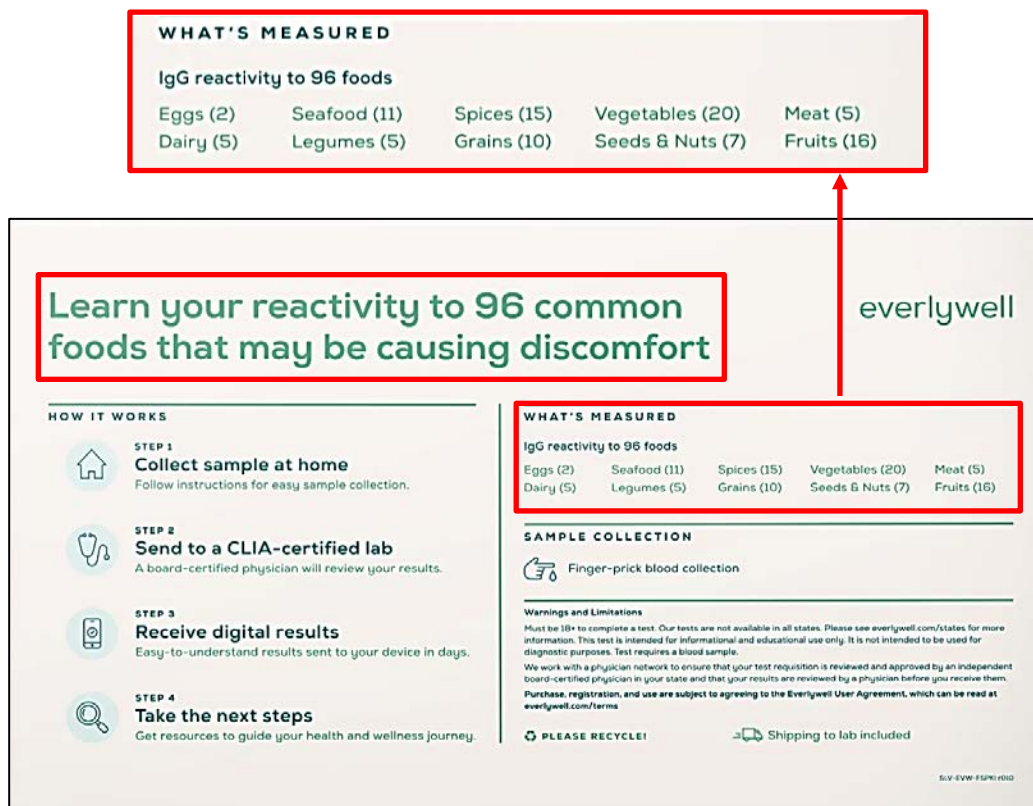 WHAT'S MEASURED
IgG reactivity to 96 foods
Eggs (2) Seafood (11) Spices (15) Vegetables (20) Meat (5)
Dairy (5) Legumes (5) Grains (10) Seeds & Nuts (7) Fruits (16)
Learn your reactivity to 96 common
foods that may be causing discomfort
everlywell
HOW IT WORKS
STEP 1
Collect sample at home
Follow instructions for easy sample collection.
STEP 2
Send to a CLIA-certified lab
A board-certified physician will review your results.
STEP 3
Receive digital results
Easy-to-understand results sent to your device in days.
STEP 4
Take the next steps
Get resources to guide your health and wellness journey.
WHAT'S MEASURED
IgG reactivity to 96 foods
Eggs (2) Seafood (11) Spices (15) Vegetables (20) Meat (5)
Dairy (5) Legumes (5) Grains (10) Seeds & Nuts (7) Fruits (16)
SAMPLE COLLECTION
Finger-prick blood collection
Warnings and Limitations
Must be 18+ to complete a test. Our tests are not available in all states. Please see everlywell.com/states for more
information. This test is intended for informational and educational use only. It is not intended to be used for
diagnostic purposes. Test requires a blood sample.
We work with a physician network to ensure that your test requisition is reviewed and approved by an independent
board-certified physician in your state and that your results are reviewed by a physician before you receive them.
Purchase, registration, and use are subject to agreeing to the Everlywell User Agreement, which can be read at
everlywell.com/terms
PLEASE RECYCLE!
Shipping to lab included